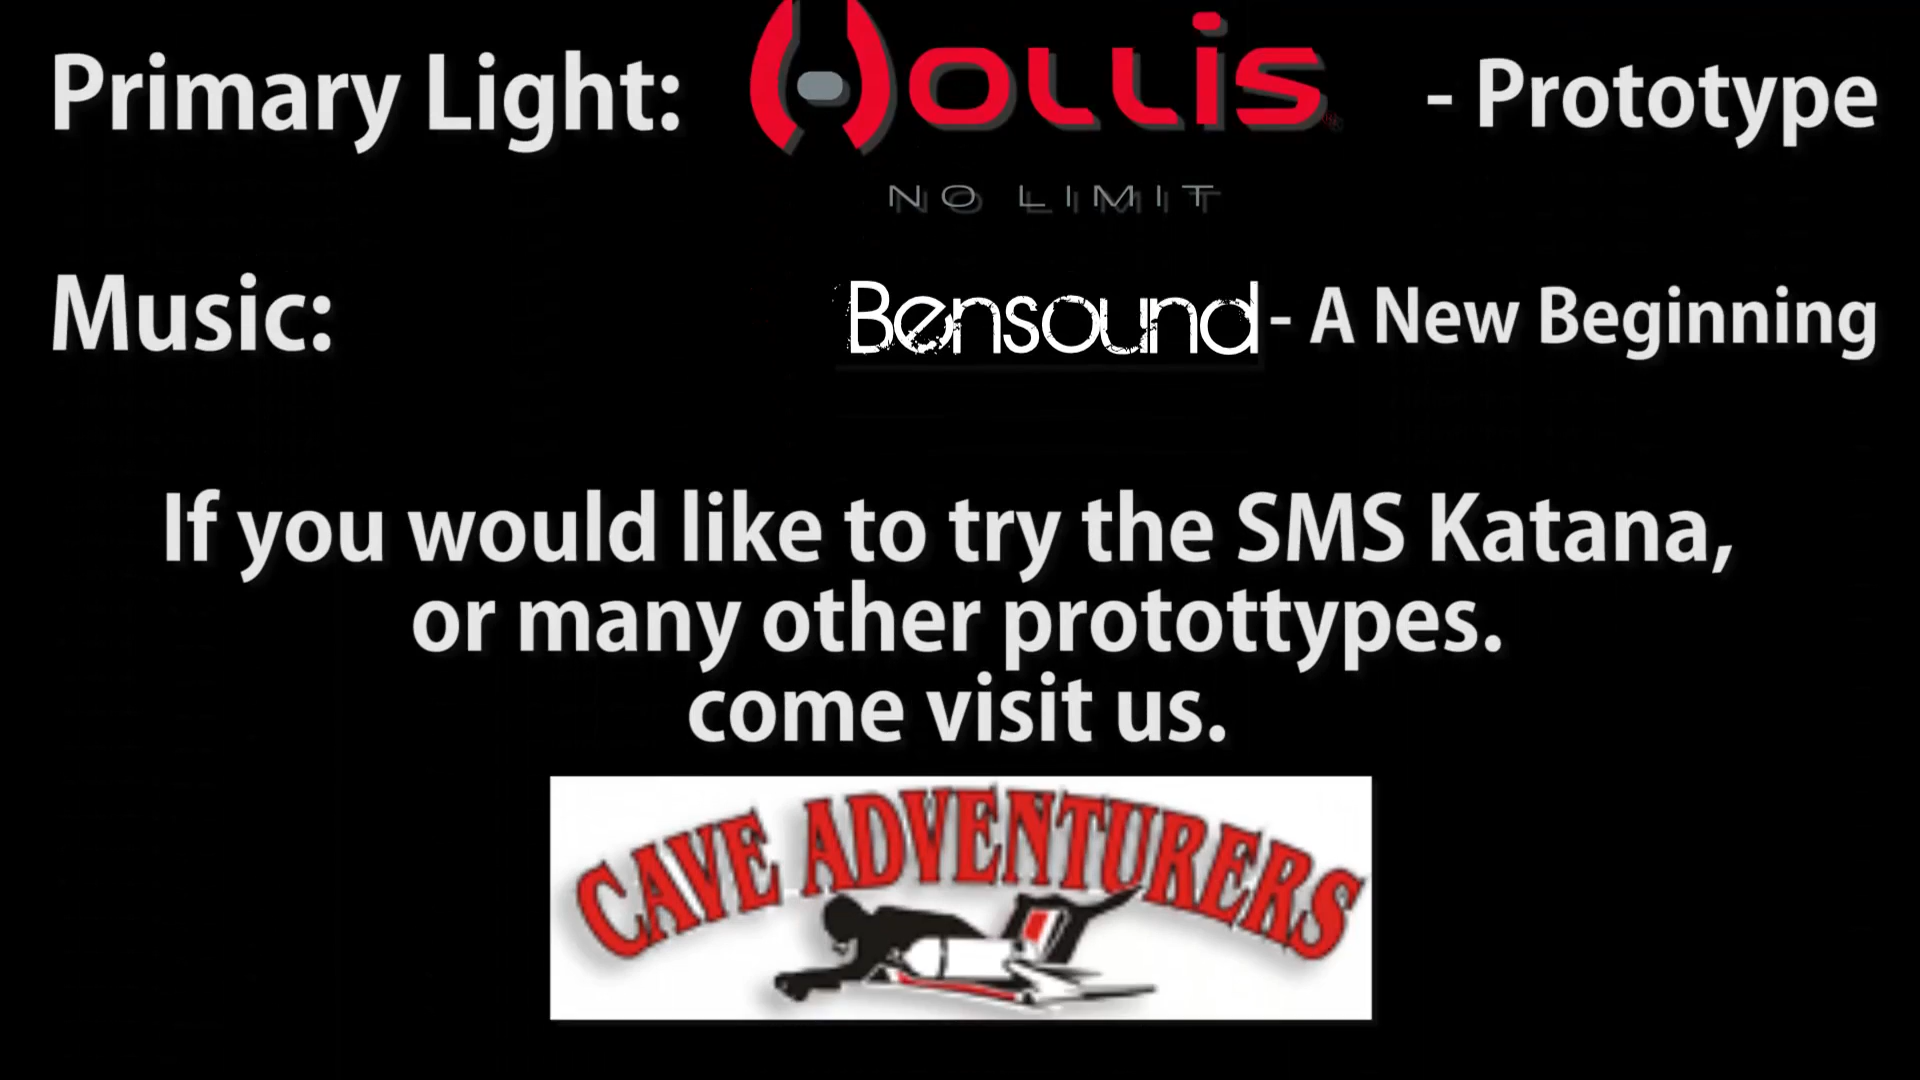 Primary Light: Hollis - Prototype
NO LIMIT
Music: Bensound - A New Beginning
If you would like to try the SMS Katana,
or many other protottypes.
come visit us.
CAVE ADVENTURERS